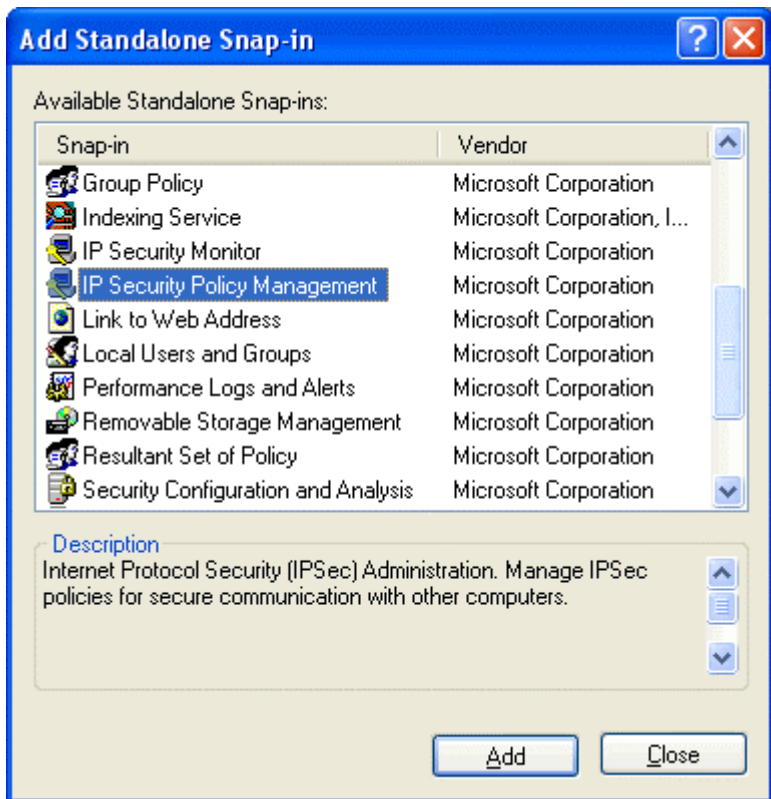 Add Standalone Snap-in
Available Standalone Snap-ins:
Snap-in Vendor
Group Policy Microsoft Corporation
Indexing Service Microsoft Corporation, I...
IP Security Monitor Microsoft Corporation
IP Security Policy Management Microsoft Corporation
Link to Web Address Microsoft Corporation
Local Users and Groups Microsoft Corporation
Performance Logs and Alerts Microsoft Corporation
Removable Storage Management Microsoft Corporation
Resultant Set of Policy Microsoft Corporation
Security Configuration and Analysis Microsoft Corporation
Description
Internet Protocol Security (IPSec) Administration. Manage IPSec
policies for secure communication with other computers.
Add Close